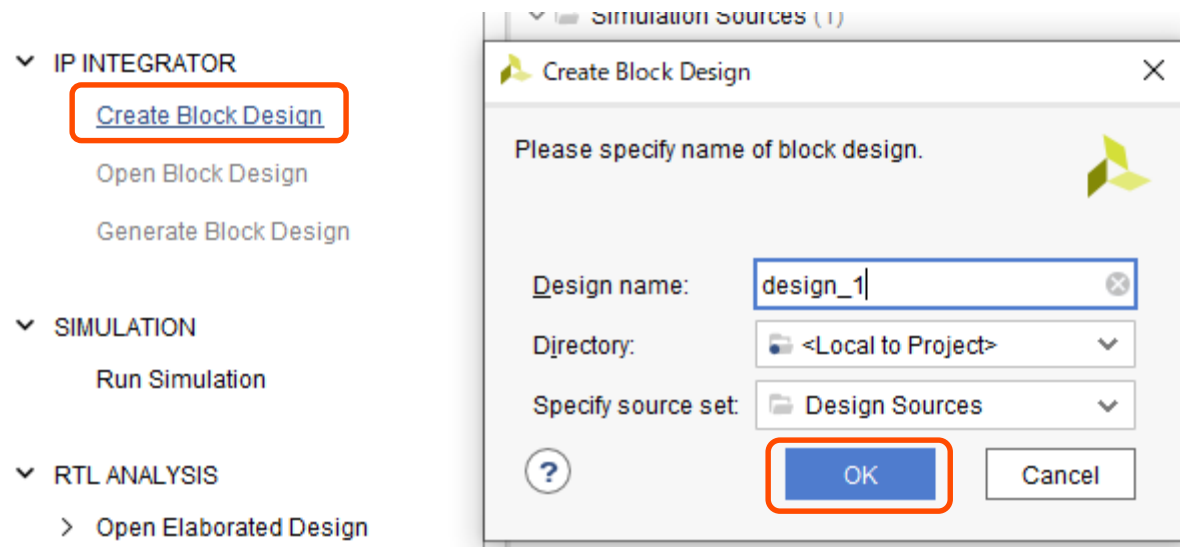 Simulation Sources (1)
IP INTEGRATOR
Create Block Design
Open Block Design
Generate Block Design
SIMULATION
Run Simulation
RTL ANALYSIS
Open Elaborated Design
Create Block Design
Please specify name of block design.
Design name: design_1
Directory: <Local to Project>
Specify source set: Design Sources
? OK Cancel